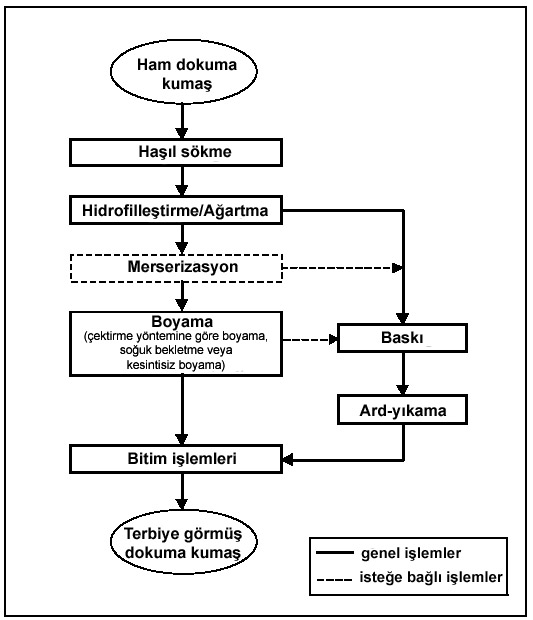 Ham dokuma
kumaş
Haşıl sökme
Hidrofilleştirme/Ağartma
Merserizasyon
Boyama
(çektirme yöntemine göre boyama,
soğuk bekletme veya
kesintisiz boyama)
Baskı
Ard-yıkama
Bitim işlemleri
Terbiye görmüş
dokuma kumaş
genel işlemler
isteğe bağlı işlemler